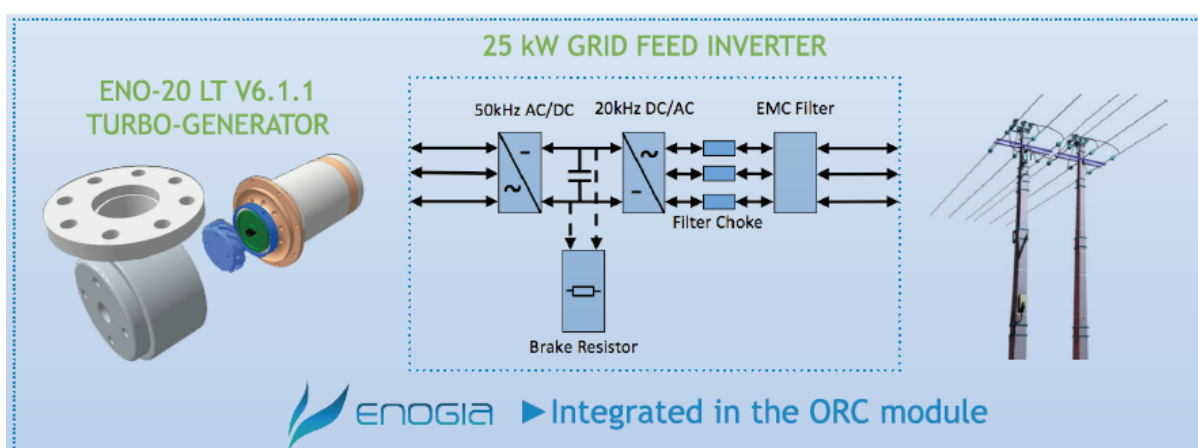 25 kW GRID FEED INVERTER
ENO-20 LT V6.1.1
TURBO-GENERATOR
50kHz AC/DC
20kHz DC/AC
EMC Filter
Filter Choke
Brake Resistor
ENOGIA
►Integrated in the ORC module